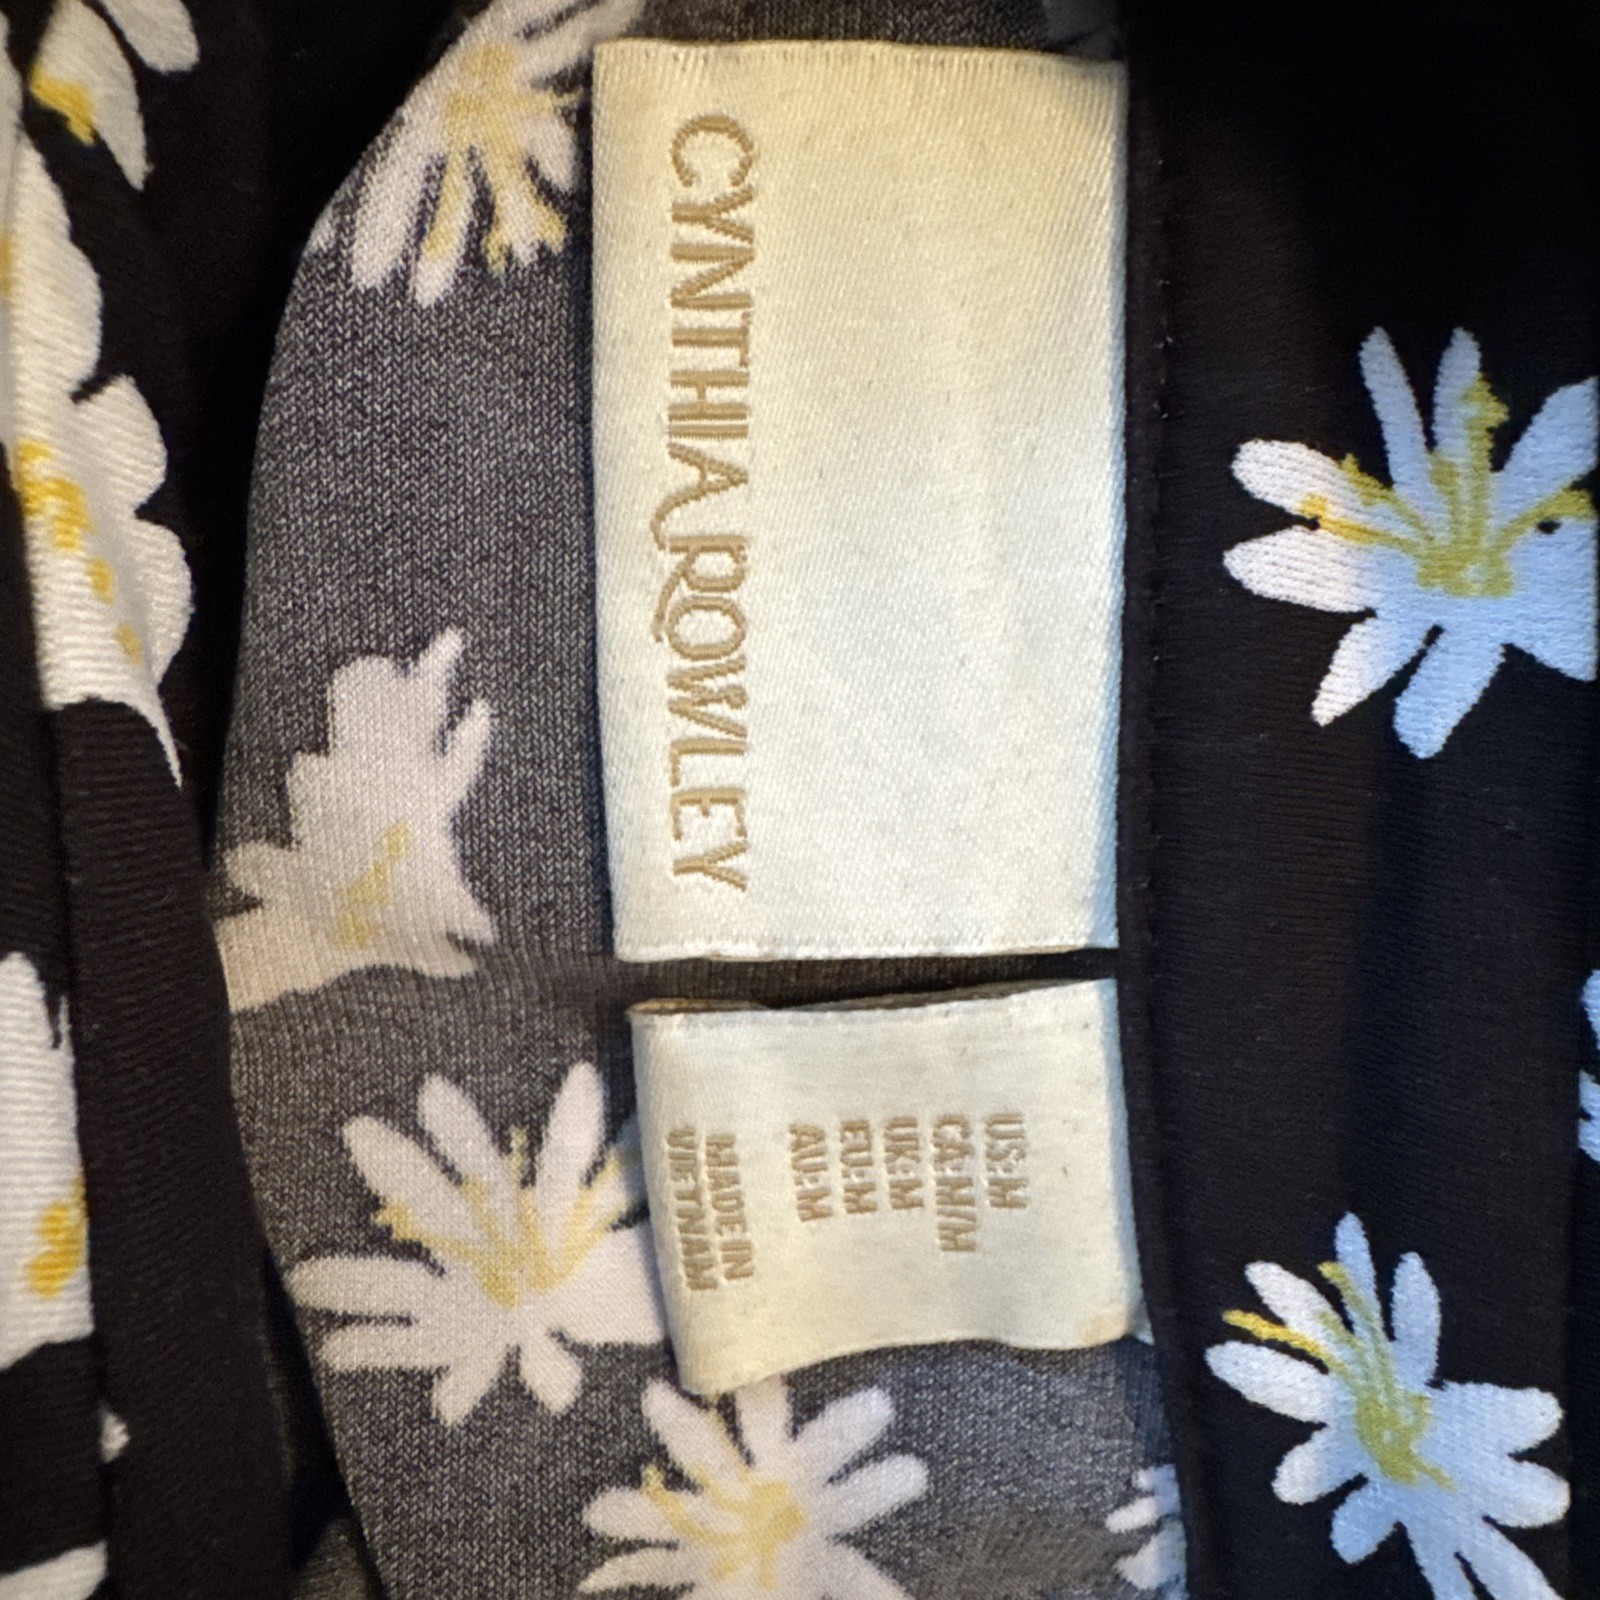 CYNTHIA ROWLEY
US:M
CA:M/M
UK:M
EU:M
AU:M
MADE IN
VIETNAM